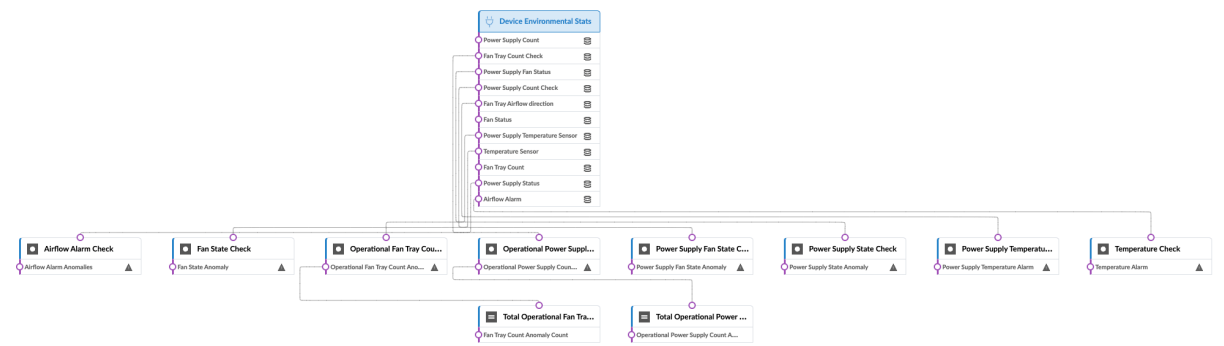 Device Environmental Stats
Power Supply Count
Fan Tray Count Check
Power Supply Fan Status
Power Supply Count Check
Fan Tray Airflow direction
Fan Status
Power Supply Temperature Sensor
Temperature Sensor
Fan Tray Count
Power Supply Status
Airflow Alarm
Airflow Alarm Check
Fan State Check
Operational Fan Tray Cou...
Operational Power Suppl...
Power Supply Fan State C...
Power Supply State Check
Power Supply Temperatu...
Temperature Check
Airflow Alarm Anomalies
Fan State Anomaly
Operational Fan Tray Count Ano...
Operational Power Supply Coun...
Power Supply Fan State Anomaly
Power Supply State Anomaly
Power Supply Temperature Alarm
Temperature Alarm
Total Operational Fan Tra...
Total Operational Power ...
Fan Tray Count Anomaly Count
Operational Power Supply Count A...